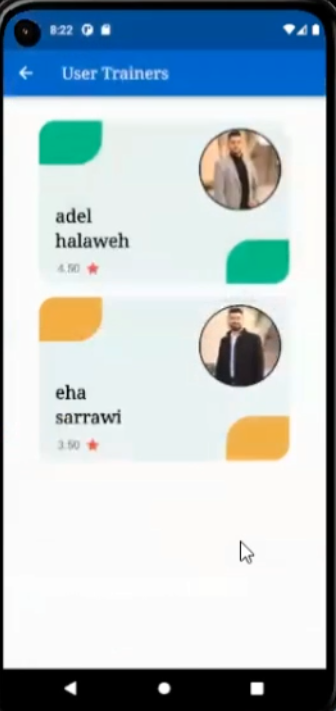 8:22
User Trainers
adel
halaweh
4.50
eha
sarrawi
3.50